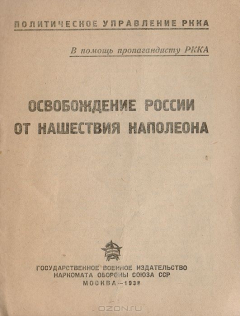 ПОЛИТИЧЕСКОЕ УПРАВЛЕНИЕ РККА
В помощь пропагандисту РККА
ОСВОБОЖДЕНИЕ РОССИИ
ОТ НАШЕСТВИЯ НАПОЛЕОНА
ГОСУДАРСТВЕННОЕ ВОЕННОЕ ИЗДАТЕЛЬСТВО
НАРКОМАТА ОБОРОНЫ СОЮЗА ССР
МОСКВА—1938